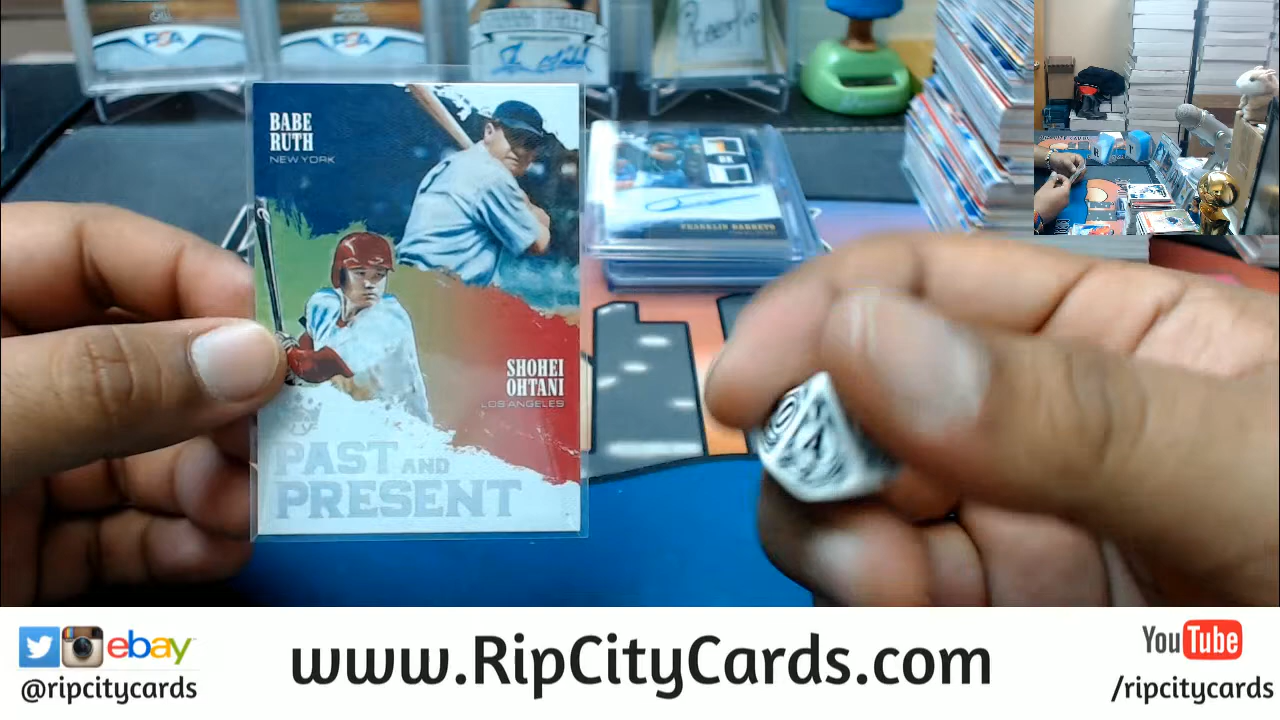 PSA
PSA
BABE
RUTH
NEW YORK
SHOHEI
OHTANI
LOS ANGELES
PAST AND
PRESENT
FRANKLIN BARRETO
ebay
@ripcitycards
www.RipCityCards.com
YouTube
/ripcitycards